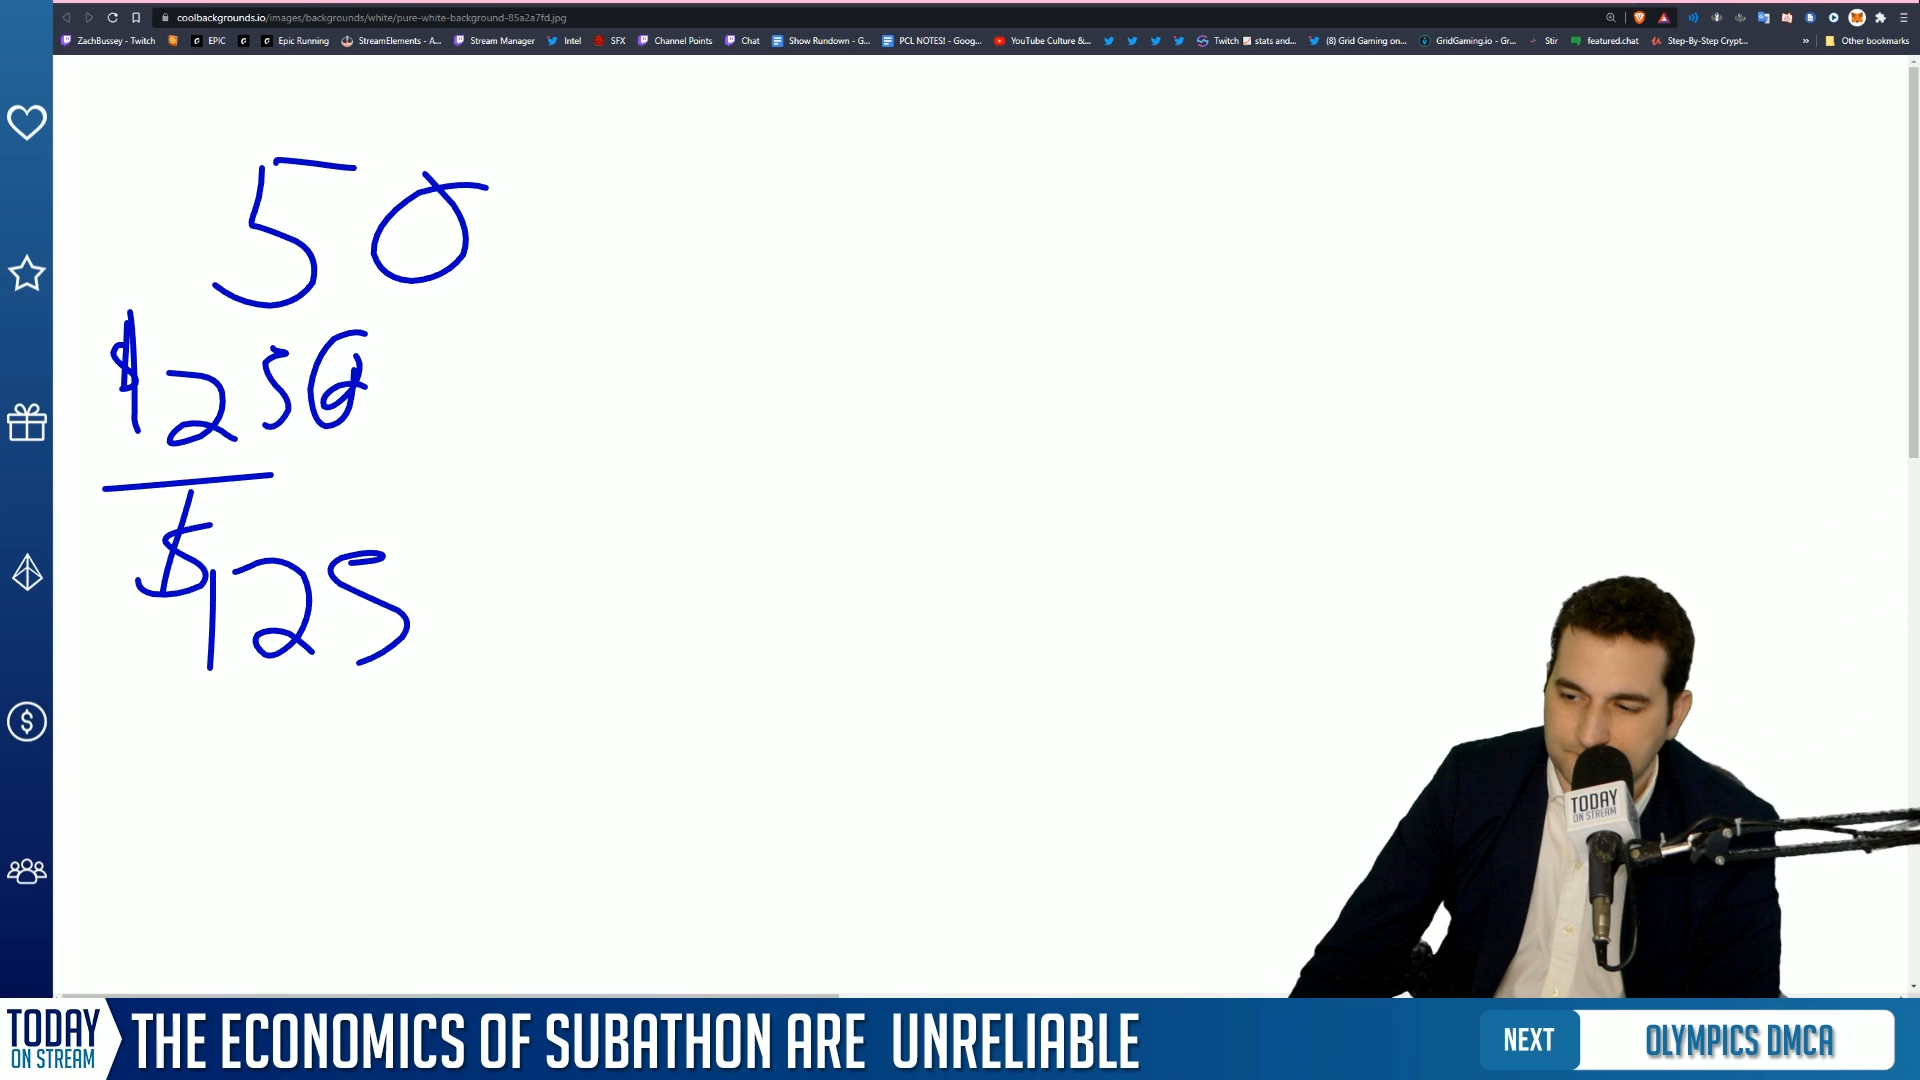 coolbackgrounds.io/images/backgrounds/white/pure-white-background-85a2a7fd.jpg
ZachBussey - Twitch EPIC Epic Running StreamElements - A... Stream Manager Intel SFX Channel Points Chat Show Rundown - G... PCL NOTES! - Goog... YouTube Culture &... Twitch stats and... (8) Grid Gaming on... GridGaming.io - Gr... Stir featured.chat Step-By-Step Crypt... » Other bookmarks
50
$250
$125
TODAY
ON STREAM
TODAY
ON STREAM
THE ECONOMICS OF SUBATHON ARE UNRELIABLE
NEXT
OLYMPICS DMCA